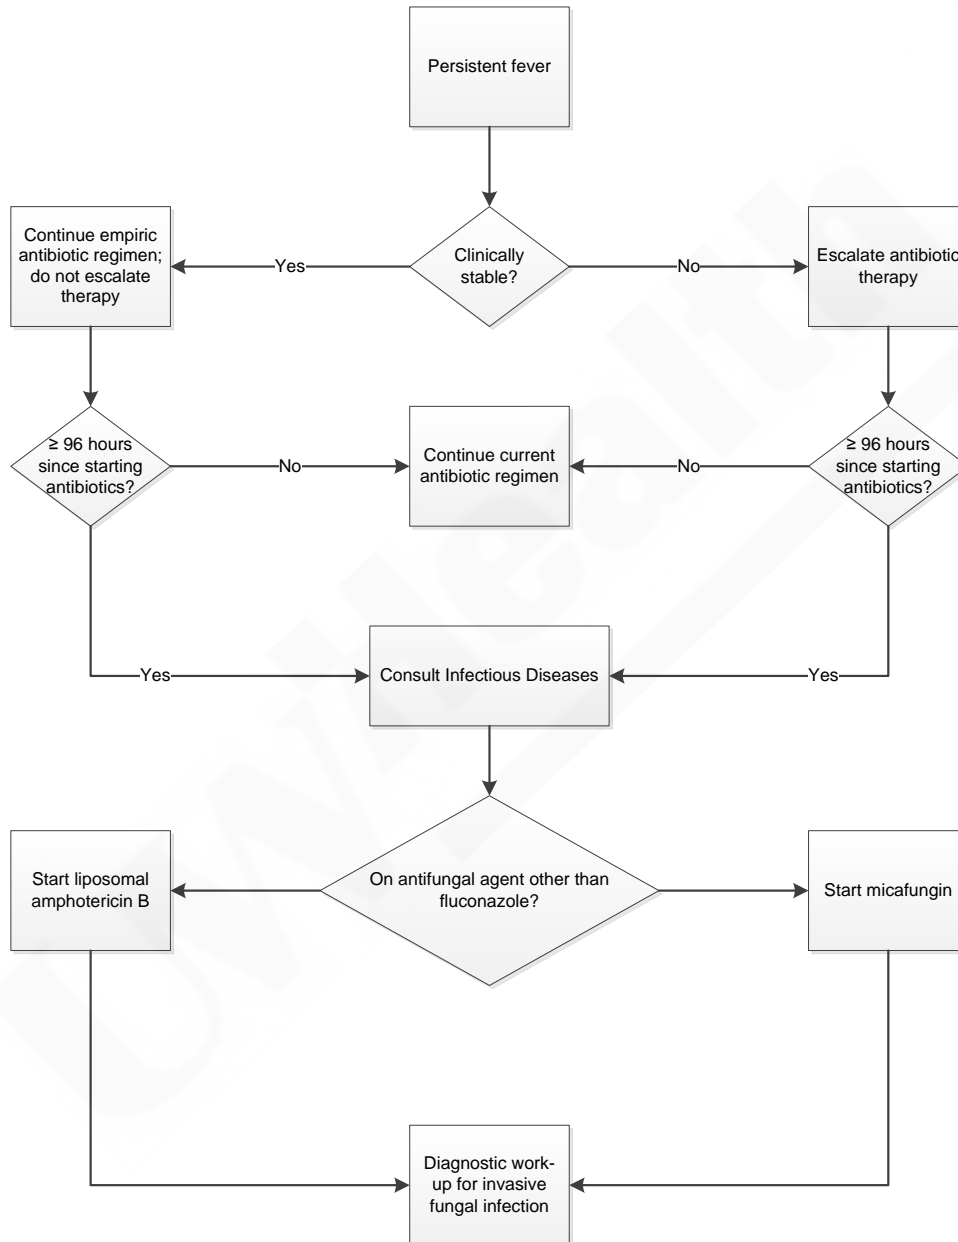 Persistent fever
Continue empiric
antibiotic regimen;
do not escalate
therapy
Yes
Clinically
stable?
No
Escalate antibiotic
therapy
≥ 96 hours
since starting
antibiotics?
No
Continue current
antibiotic regimen
No
≥ 96 hours
since starting
antibiotics?
Yes
Consult Infectious Diseases
Yes
Start liposomal
amphotericin B
On antifungal agent other than
fluconazole?
Start micafungin
Diagnostic work-
up for invasive
fungal infection
UWHealth